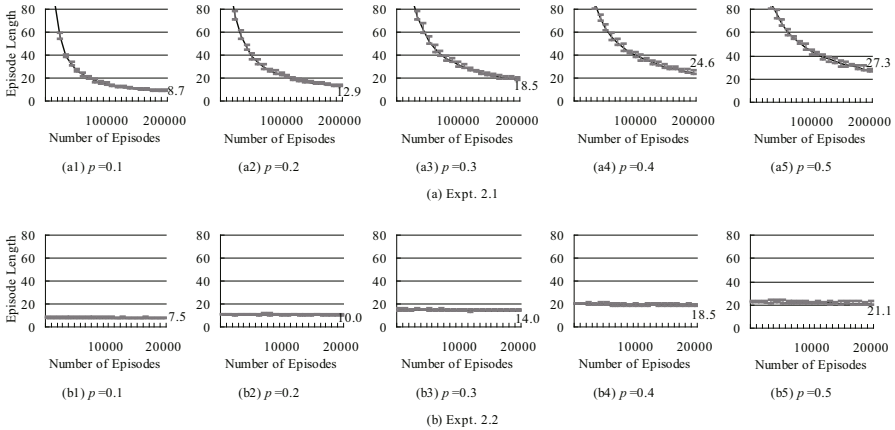 Episode Length
80 60 40 20 0
100000 200000
8.7
Number of Episodes
(a1) p=0.1
80 60 40 20 0
100000 200000
12.9
Number of Episodes
(a2) p=0.2
80 60 40 20 0
100000 200000
18.5
Number of Episodes
(a3) p=0.3
80 60 40 20 0
100000 200000
24.6
Number of Episodes
(a4) p=0.4
80 60 40 20 0
100000 200000
27.3
Number of Episodes
(a5) p=0.5
(a) Expt. 2.1
Episode Length
80 60 40 20 0
10000 20000
7.5
Number of Episodes
(b1) p=0.1
80 60 40 20 0
10000 20000
10.0
Number of Episodes
(b2) p=0.2
80 60 40 20 0
10000 20000
14.0
Number of Episodes
(b3) p=0.3
80 60 40 20 0
10000 20000
18.5
Number of Episodes
(b4) p=0.4
80 60 40 20 0
10000 20000
21.1
Number of Episodes
(b5) p=0.5
(b) Expt. 2.2